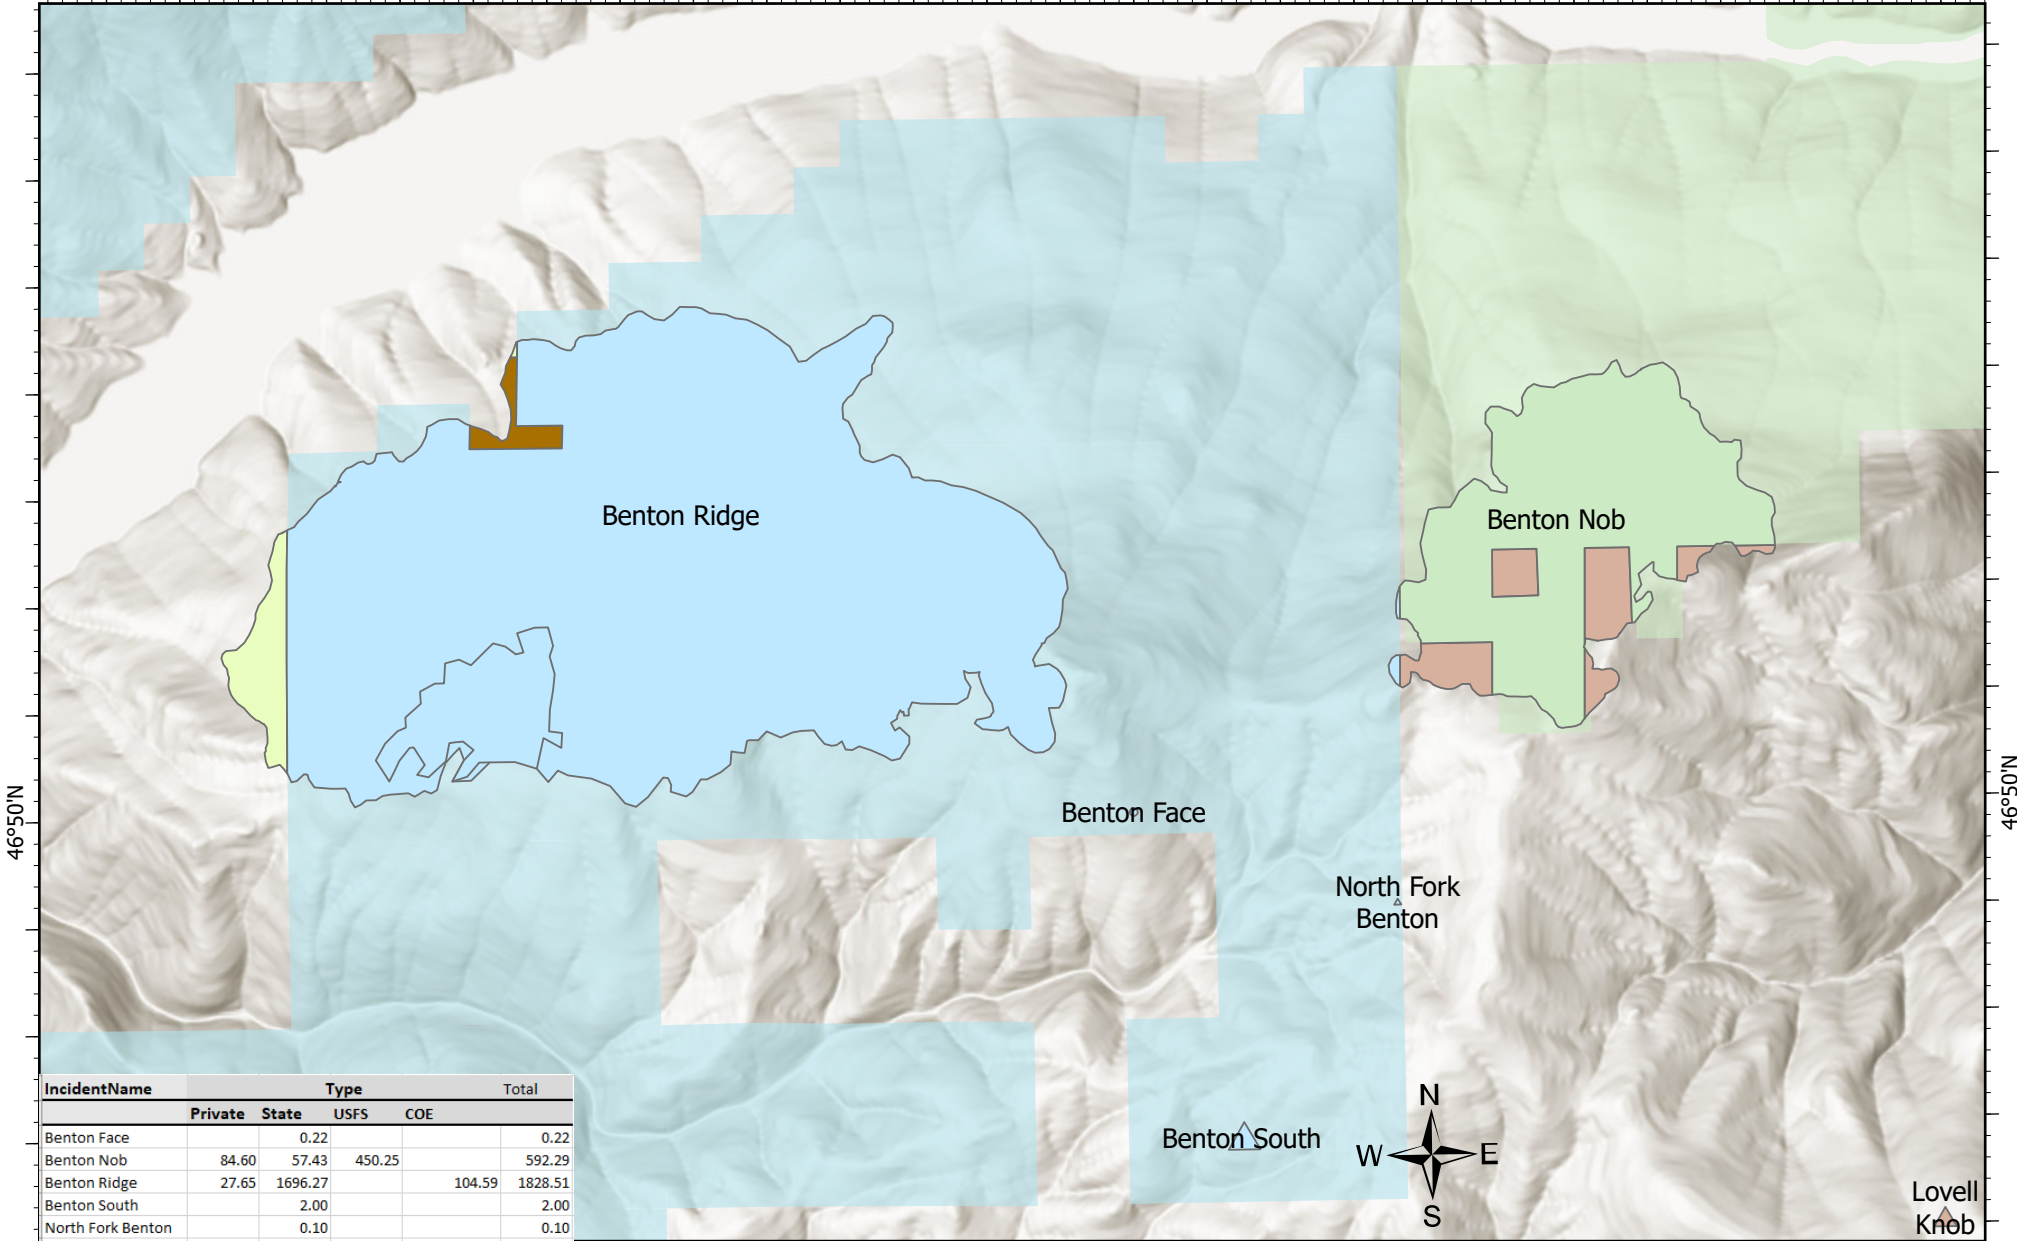 Benton Ridge
Benton Nob
46°50'N
46°50'N
Benton Face
North Fork
Benton
Benton South
N
W
E
S
Lovell
Knob
IncidentName Type Total
Private State USFS COE
Benton Face 0.22 0.22
Benton Nob 84.60 57.43 450.25 592.29
Benton Ridge 27.65 1696.27 104.59 1828.51
Benton South 2.00 2.00
North Fork Benton 0.10 0.10